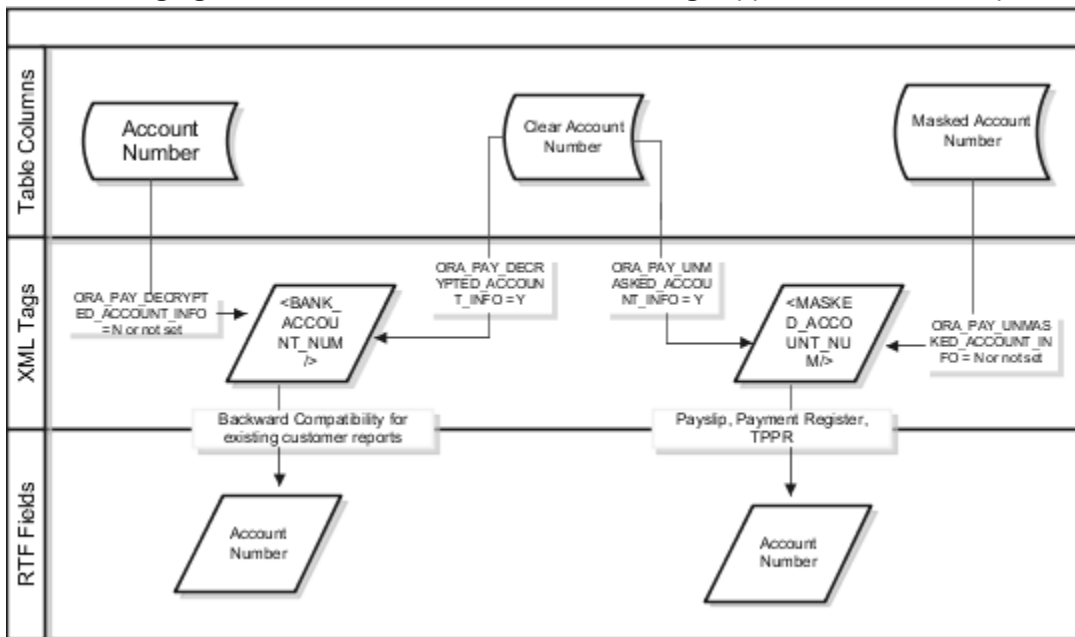 Table Columns
Account
Number
Clear Account
Number
Masked Account
Number
XML Tags
ORA_PAY_DECRYPT
ED_ACCOUNT_INFO
= N or not set
<BANK_
ACCOU
NT_NUM
/>
ORA_PAY_DECR
YPTED_ACCOUN
T_INFO = Y
ORA_PAY_UNM
ASKED_ACCOU
NT_INFO = Y
<MASKE
D_ACCO
UNT_NU
M/>
ORA_PAY_UNMAS
KED_ACCOUNT_IN
FO = N or not set
Backward Compatibility for
existing customer reports
Payslip, Payment Register,
TPPR
RTF Fields
Account
Number
Account
Number